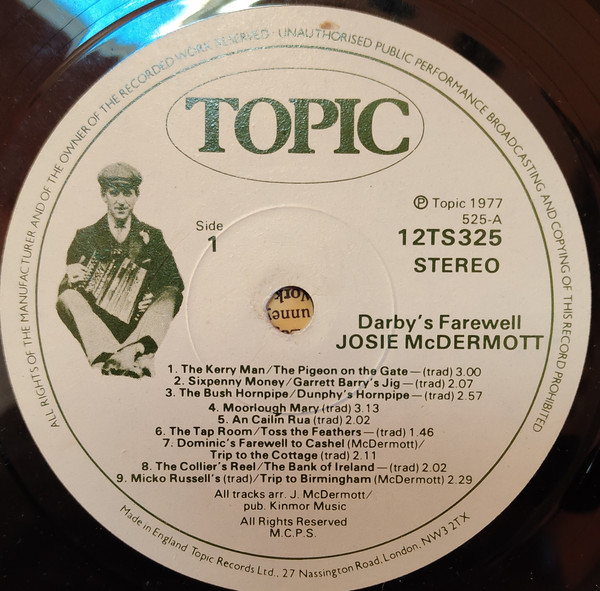 ALL RIGHTS OF THE MANUFACTURER AND OF THE OWNER OF THE RECORDED WORK RESERVED · UNAUTHORISED PUBLIC PERFORMANCE BROADCASTING AND COPYING OF THIS RECORD PROHIBITED
TOPIC
Side
1
℗ Topic 1977
525-A
12TS325
STEREO
Darby's Farewell
JOSIE McDERMOTT
1. The Kerry Man/The Pigeon on the Gate — (trad) 3.00
2. Sixpenny Money/Garrett Barry's Jig — (trad) 2.07
3. The Bush Hornpipe/Dunphy's Hornpipe — (trad) 2.57
4. Moorlough Mary (trad) 3.13
5. An Cailin Rua (trad) 2.02
6. The Tap Room/Toss the Feathers — (trad) 1.46
7. Dominic's Farewell to Cashel (McDermott)/
Trip to the Cottage (trad) 2.11
8. The Collier's Reel/The Bank of Ireland — (trad) 2.02
9. Micko Russell's (trad)/Trip to Birmingham (McDermott) 2.29
All tracks arr. J. McDermott/
pub. Kinmor Music
All Rights Reserved
M.C.P.S.
Made in England Topic Records Ltd., 27 Nassington Road, London, NW3 2TX